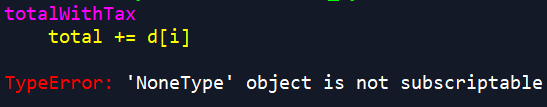 totalWithTax
    total += d[i]
TypeError: 'NoneType' object is not subscriptable